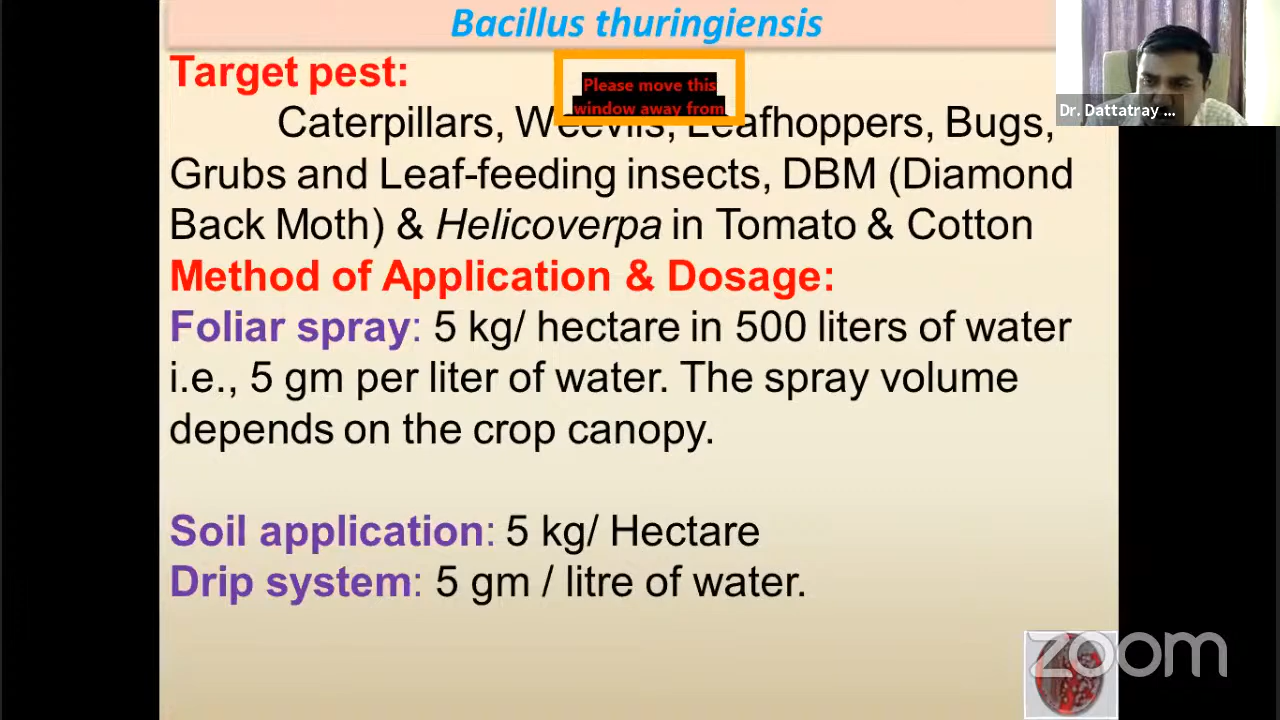 Bacillus thuringiensis
Target pest:
Please move this
window away from
Caterpillars, Weevils, Leafhoppers, Bugs,
Grubs and Leaf-feeding insects, DBM (Diamond
Back Moth) & Helicoverpa in Tomato & Cotton
Method of Application & Dosage:
Foliar spray: 5 kg/ hectare in 500 liters of water
i.e., 5 gm per liter of water. The spray volume
depends on the crop canopy.
Soil application: 5 kg/ Hectare
Drip system: 5 gm / litre of water.
Dr. Dattatray ...
zoom